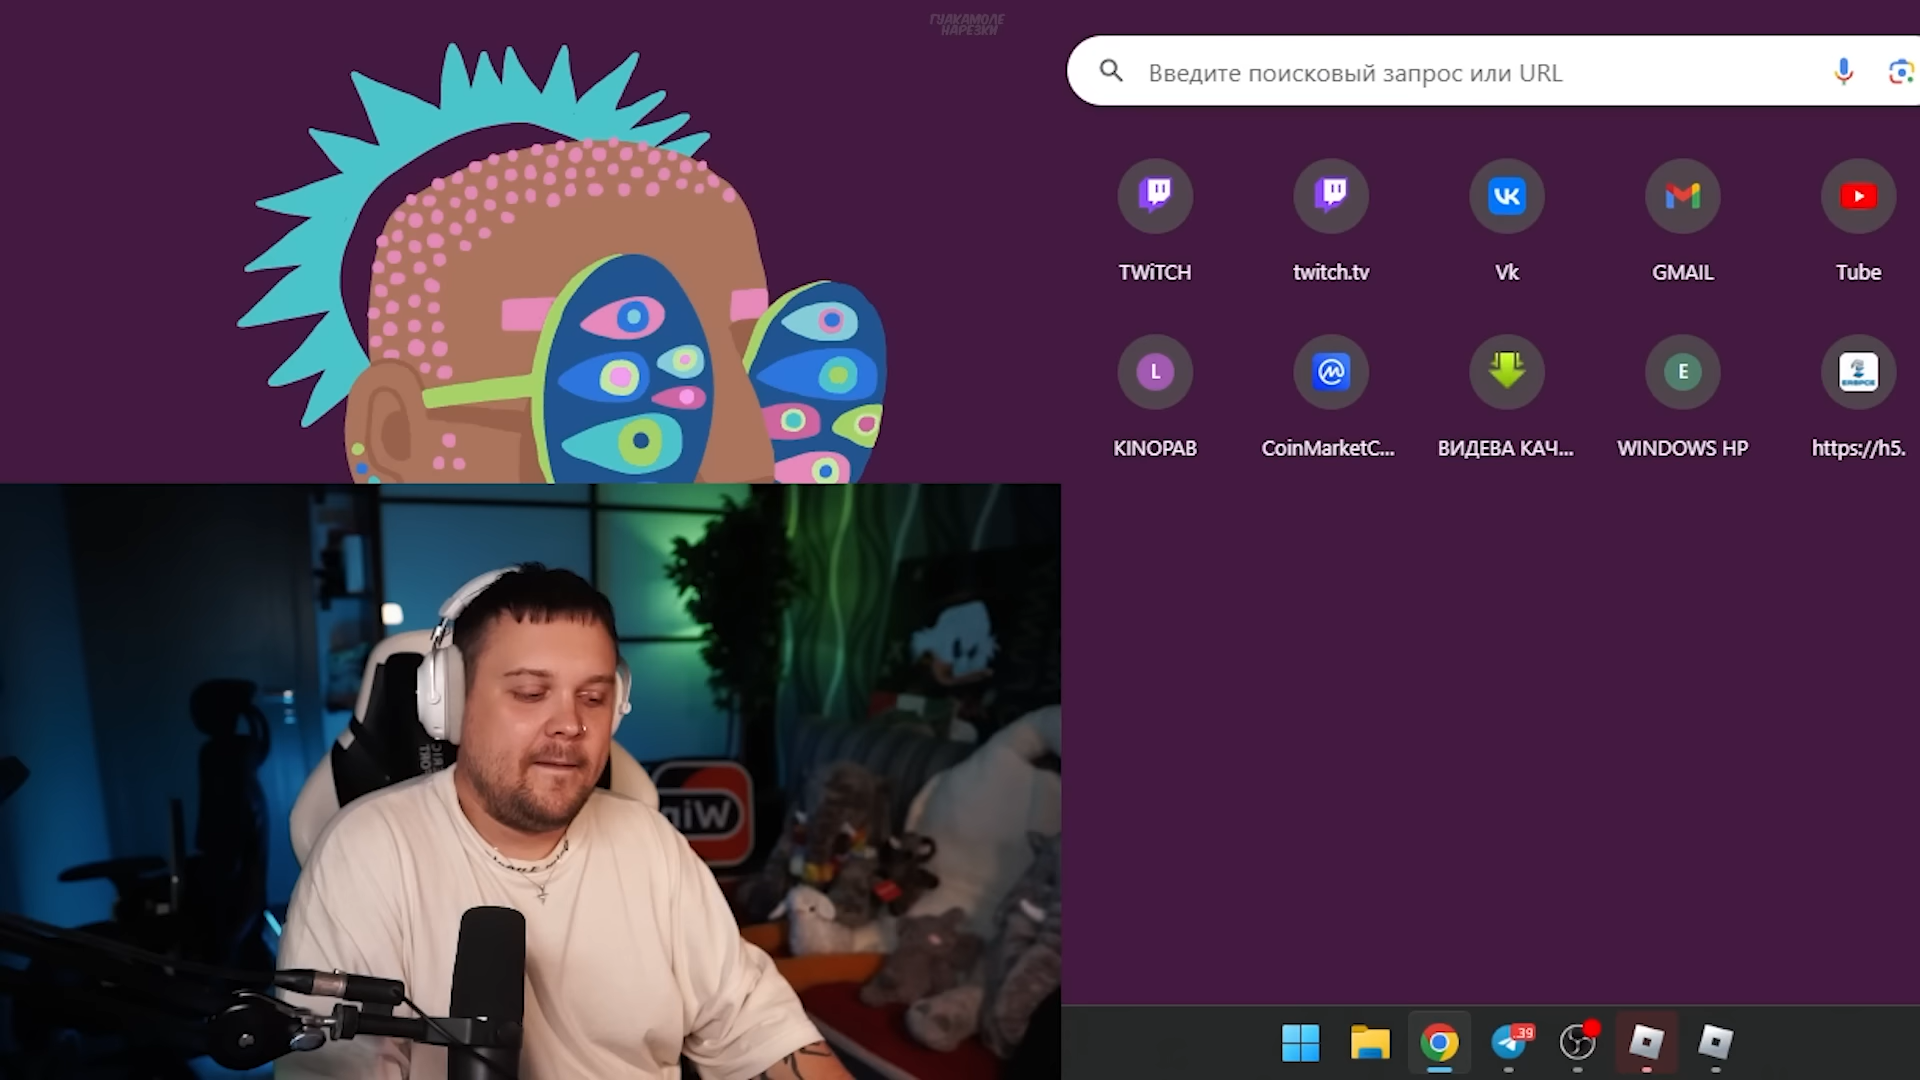 ГУАКАМОЛЕ
НАРЕЗКИ
Введите поисковый запрос или URL
TWiTCH
twitch.tv
Vk
GMAIL
Tube
L
E
KINOPAB
CoinMarketC...
ВИДЕВА КАЧ...
WINDOWS HP
https://h5.
39